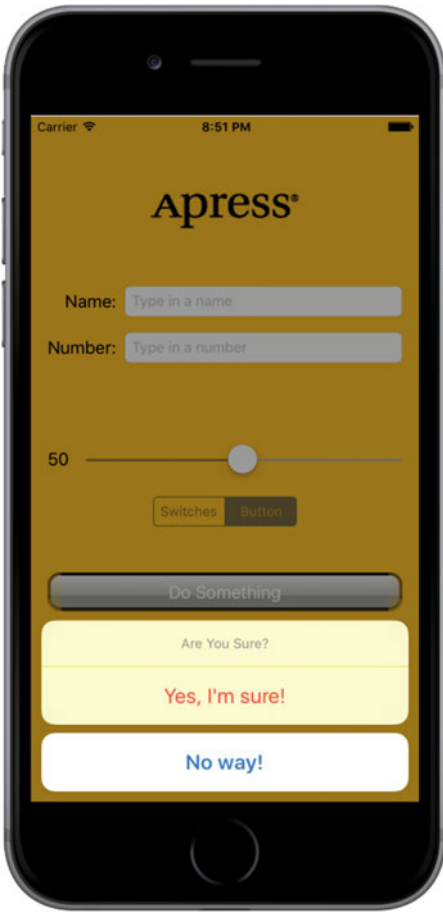 Carrier 8:51 PM
Apress®
Name: Type in a name
Number: Type in a number
50
Switches Button
Do Something
Are You Sure?
Yes, I'm sure!
No way!